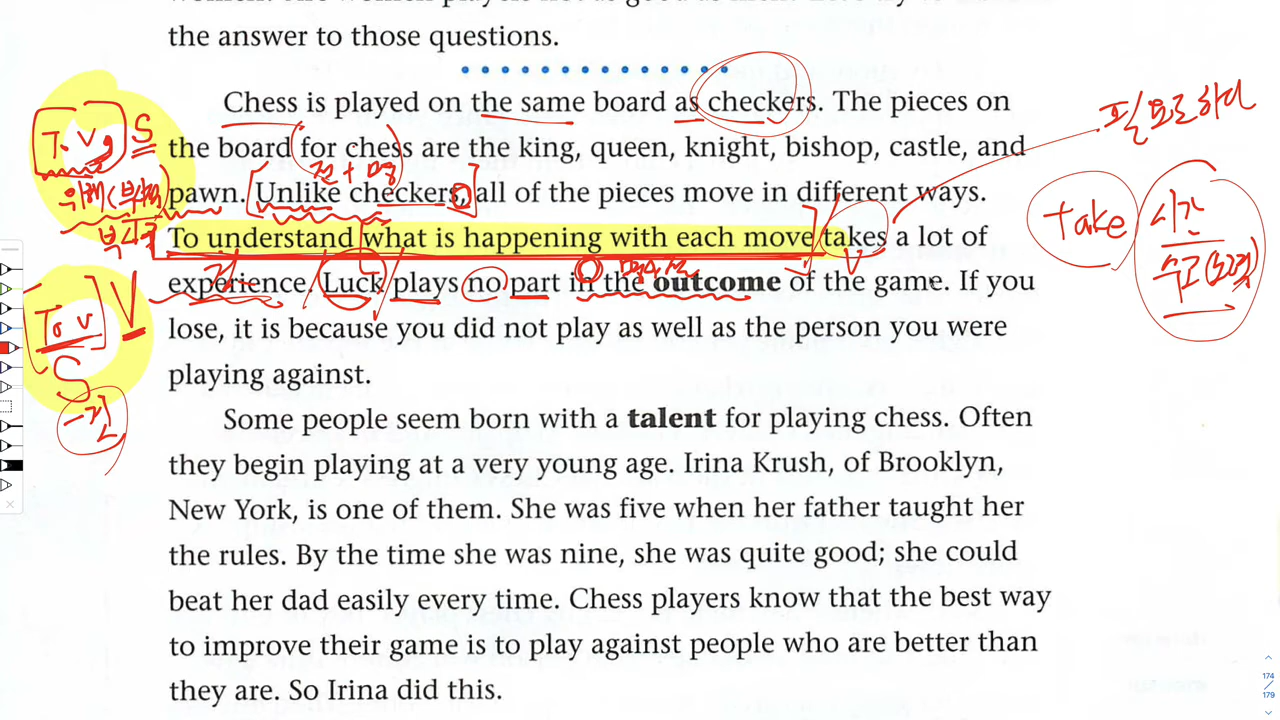 the answer to those questions.
Chess is played on the same board as checkers. The pieces on
the board for chess are the king, queen, knight, bishop, castle, and
pawn. Unlike checkers, all of the pieces move in different ways.
To understand what is happening with each move takes a lot of
experience. Luck plays no part in the outcome of the game. If you
lose, it is because you did not play as well as the person you were
playing against.
Some people seem born with a talent for playing chess. Often
they begin playing at a very young age. Irina Krush, of Brooklyn,
New York, is one of them. She was five when her father taught her
the rules. By the time she was nine, she was quite good; she could
beat her dad easily every time. Chess players know that the best way
to improve their game is to play against people who are better than
they are. So Irina did this.
To V S
위해
To V V
S
필요로 하다
take 시간
수고(노력)
174
179